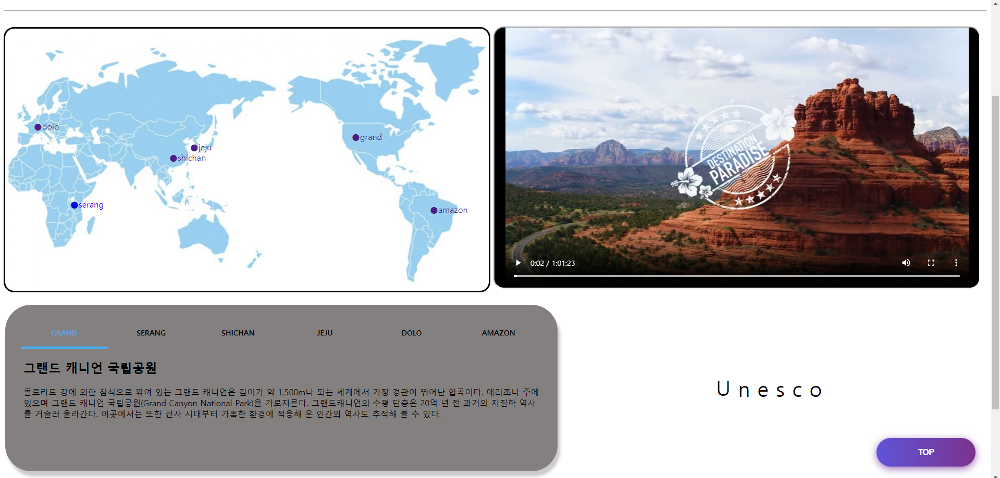 dolo
grand
jeju
shichan
serang
amazon
DESTINATION
PARADISE
0:02 / 1:01:23
GRAND SERANG SHICHAN JEJU DOLO AMAZON
그랜드 캐니언 국립공원
콜로라도 강에 의한 침식으로 깎여 있는 그랜드 캐니언은 깊이가 약 1,500m나 되는 세계에서 가장 경관이 뛰어난 협곡이다. 애리조나 주에
있으며 그랜드 캐니언 국립공원(Grand Canyon National Park)을 가로지른다. 그랜드캐니언의 수평 단층은 20억 년 전 과거의 지질학 역사
를 거슬러 올라간다. 이곳에서는 또한 선사 시대부터 가혹한 환경에 적응해 온 인간의 역사도 추적해 볼 수 있다.
Unesco
TOP